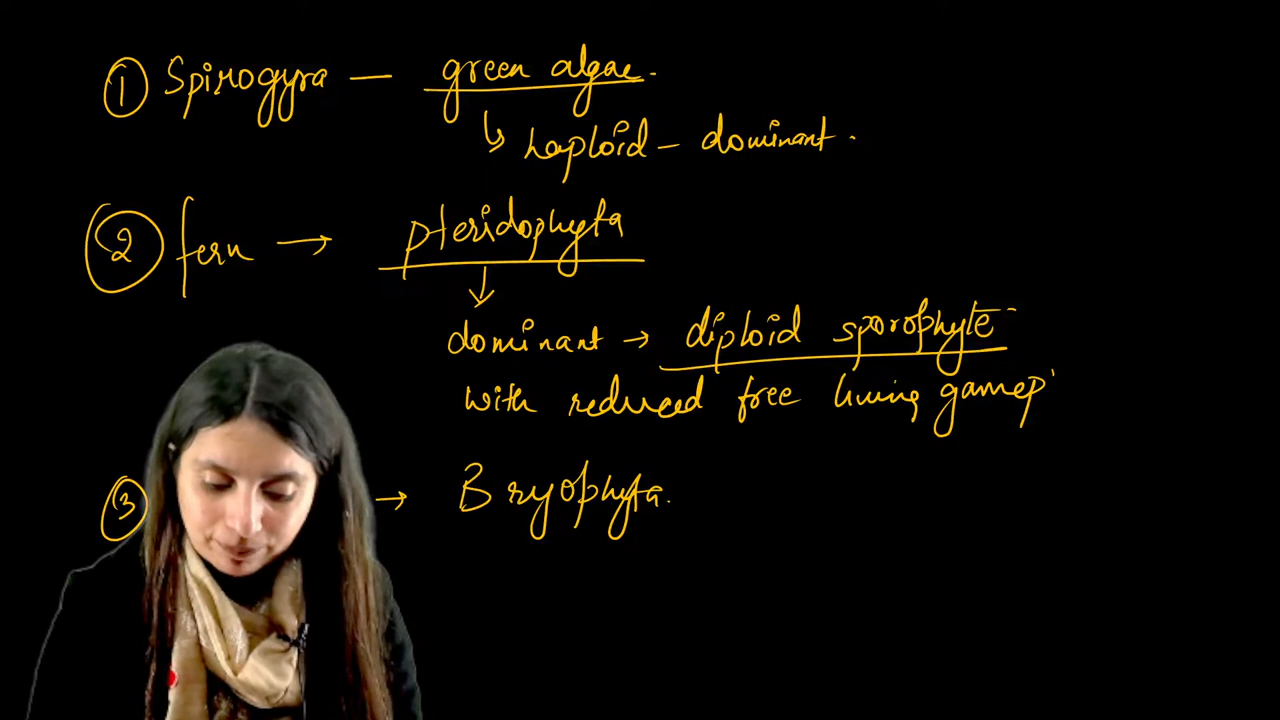 ① Spirogyra — green algae.
↳ haploid - dominant.
② fern → pteridophyta
↓
dominant → diploid sporophyte
with reduced free living gamep
③ → Bryophyta.